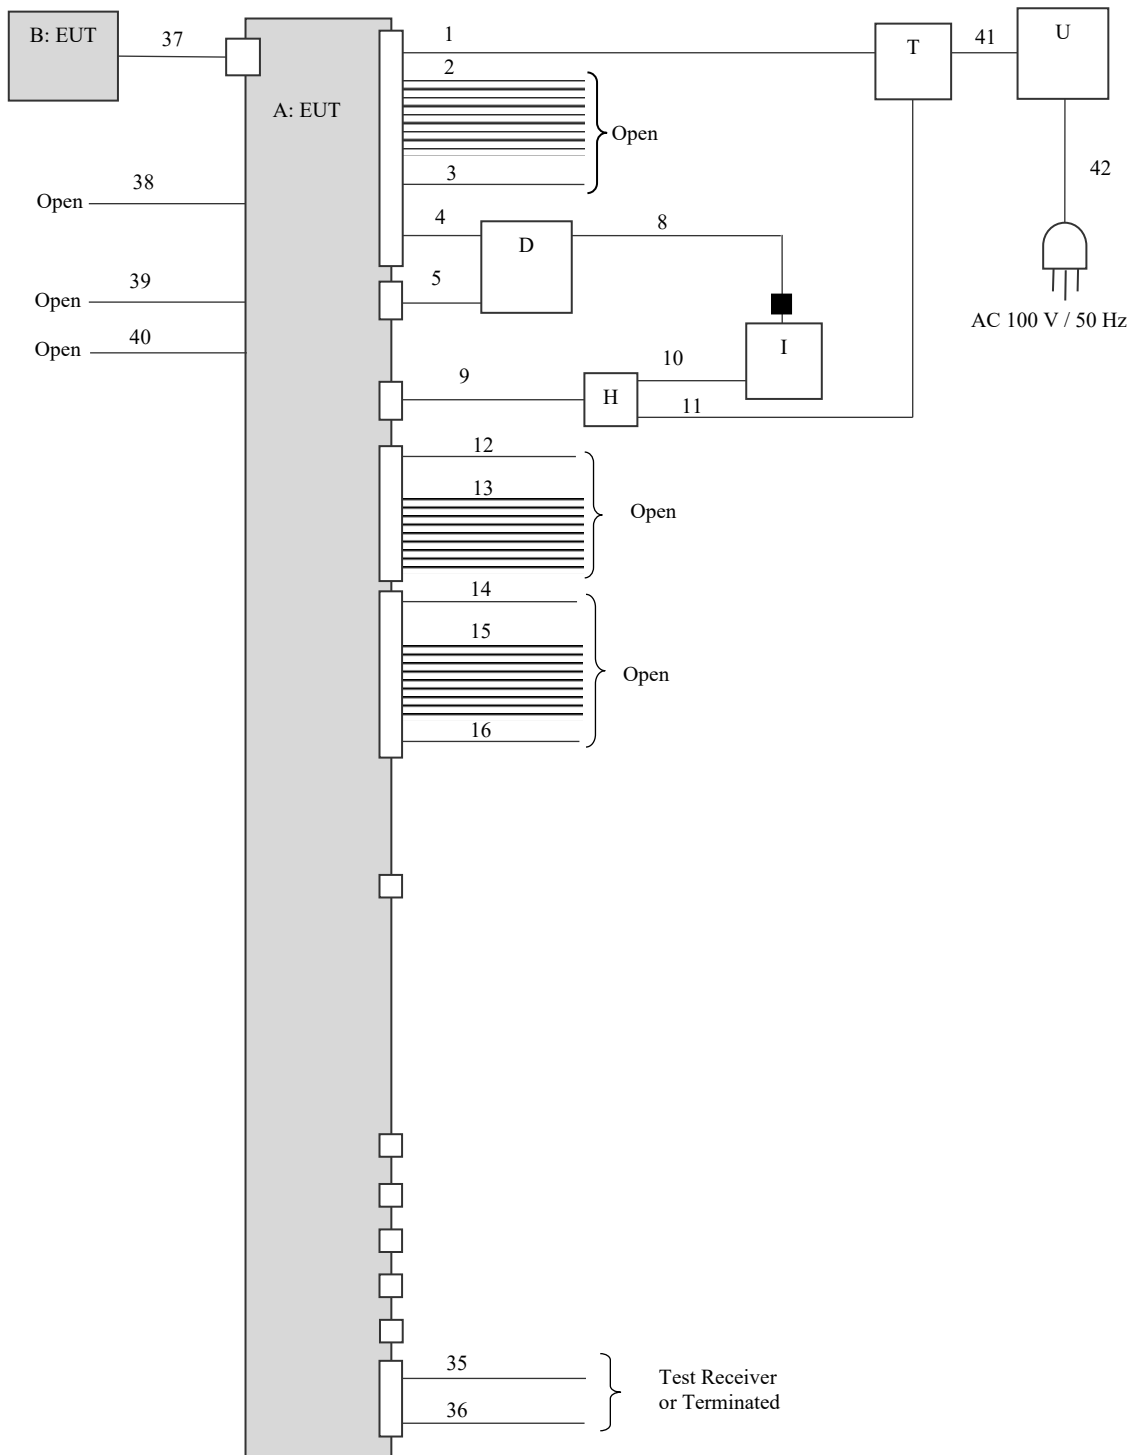 B: EUT
37
A: EUT
1
T
41
U
2
Open
3
42
38
Open
4
D
8
5
39
Open
AC 100 V / 50 Hz
40
Open
I
10
9
H
11
12
13
Open
14
15
Open
16
35
Test Receiver
or Terminated
36